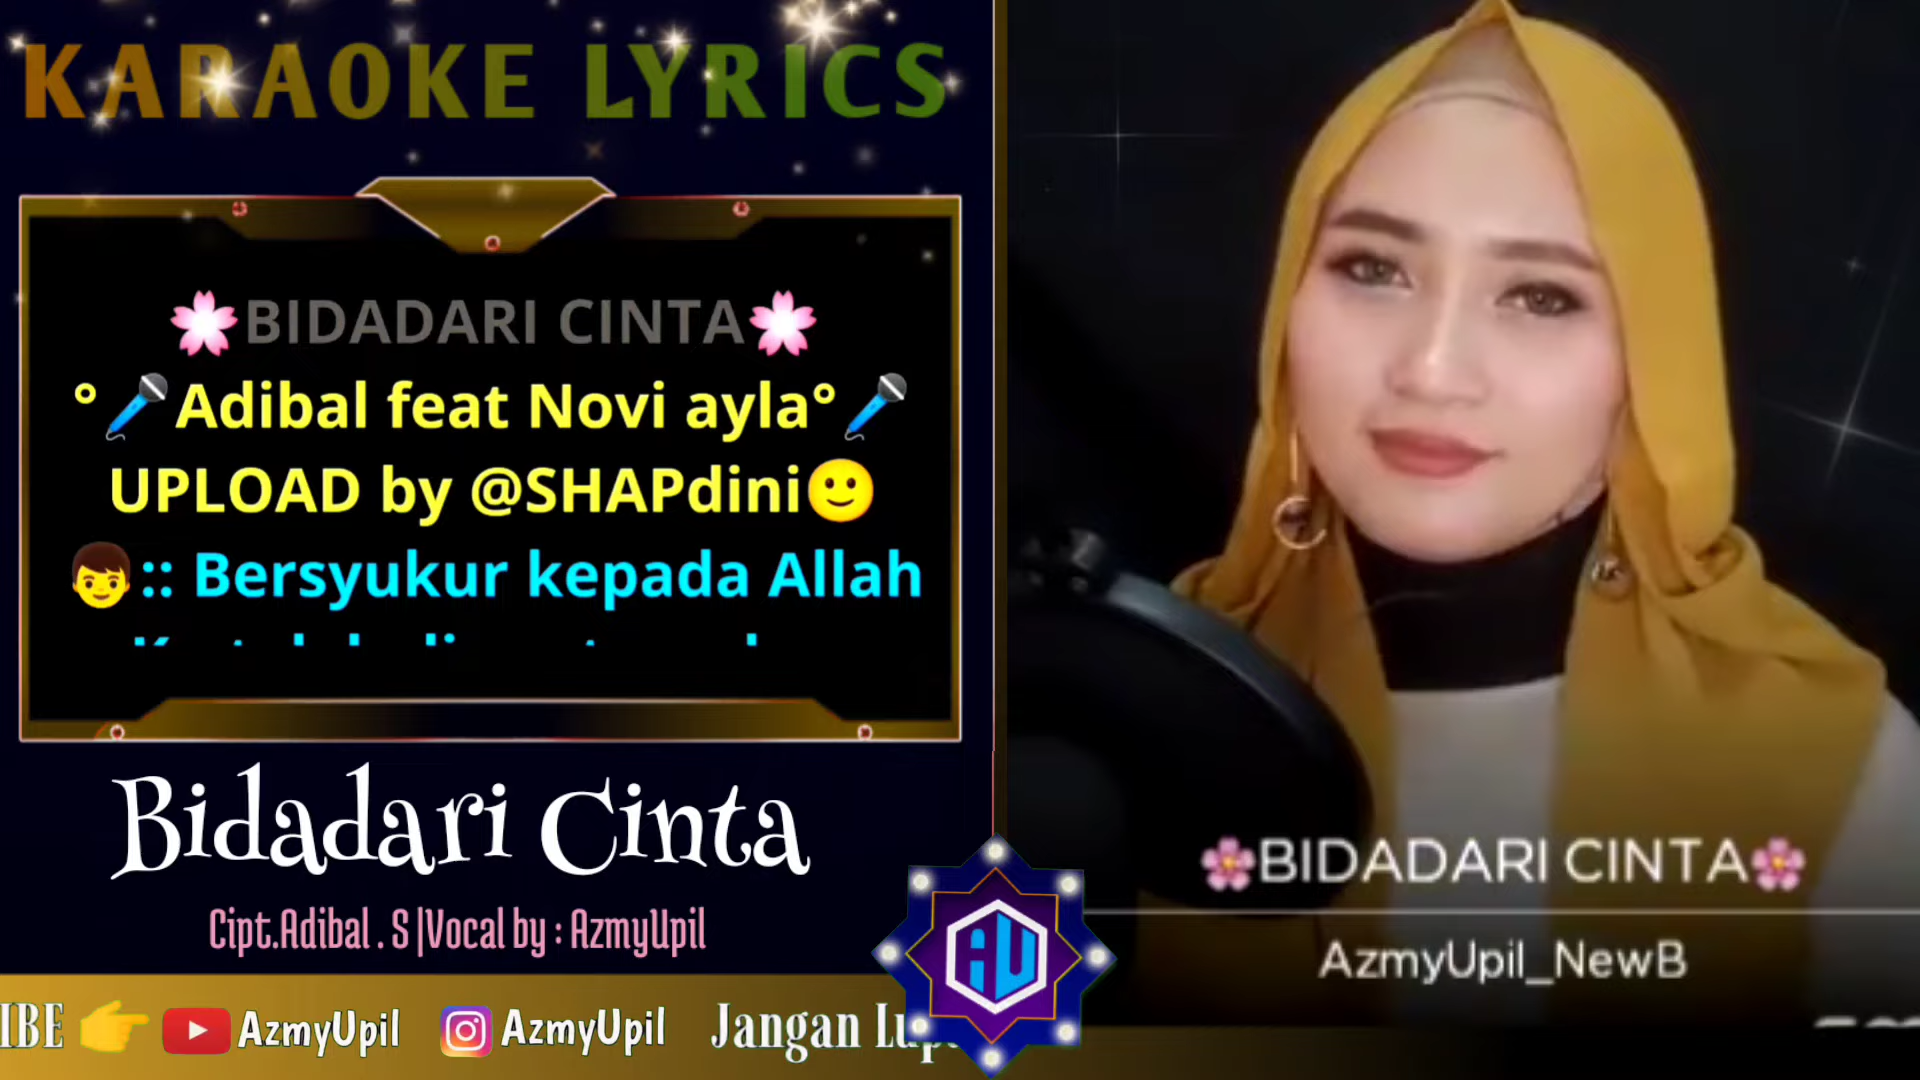 KARAOKE LYRICS
🌸BIDADARI CINTA🌸
°🎤Adibal feat Novi ayla°🎤
UPLOAD by @SHAPdini🙂
👦:: Bersyukur kepada Allah
Bidadari Cinta
Cipt.Adibal . S |Vocal by : AzmyUpil
IBE 👉 AzmyUpil AzmyUpil Jangan
AU
🌸BIDADARI CINTA🌸
AzmyUpil_NewB